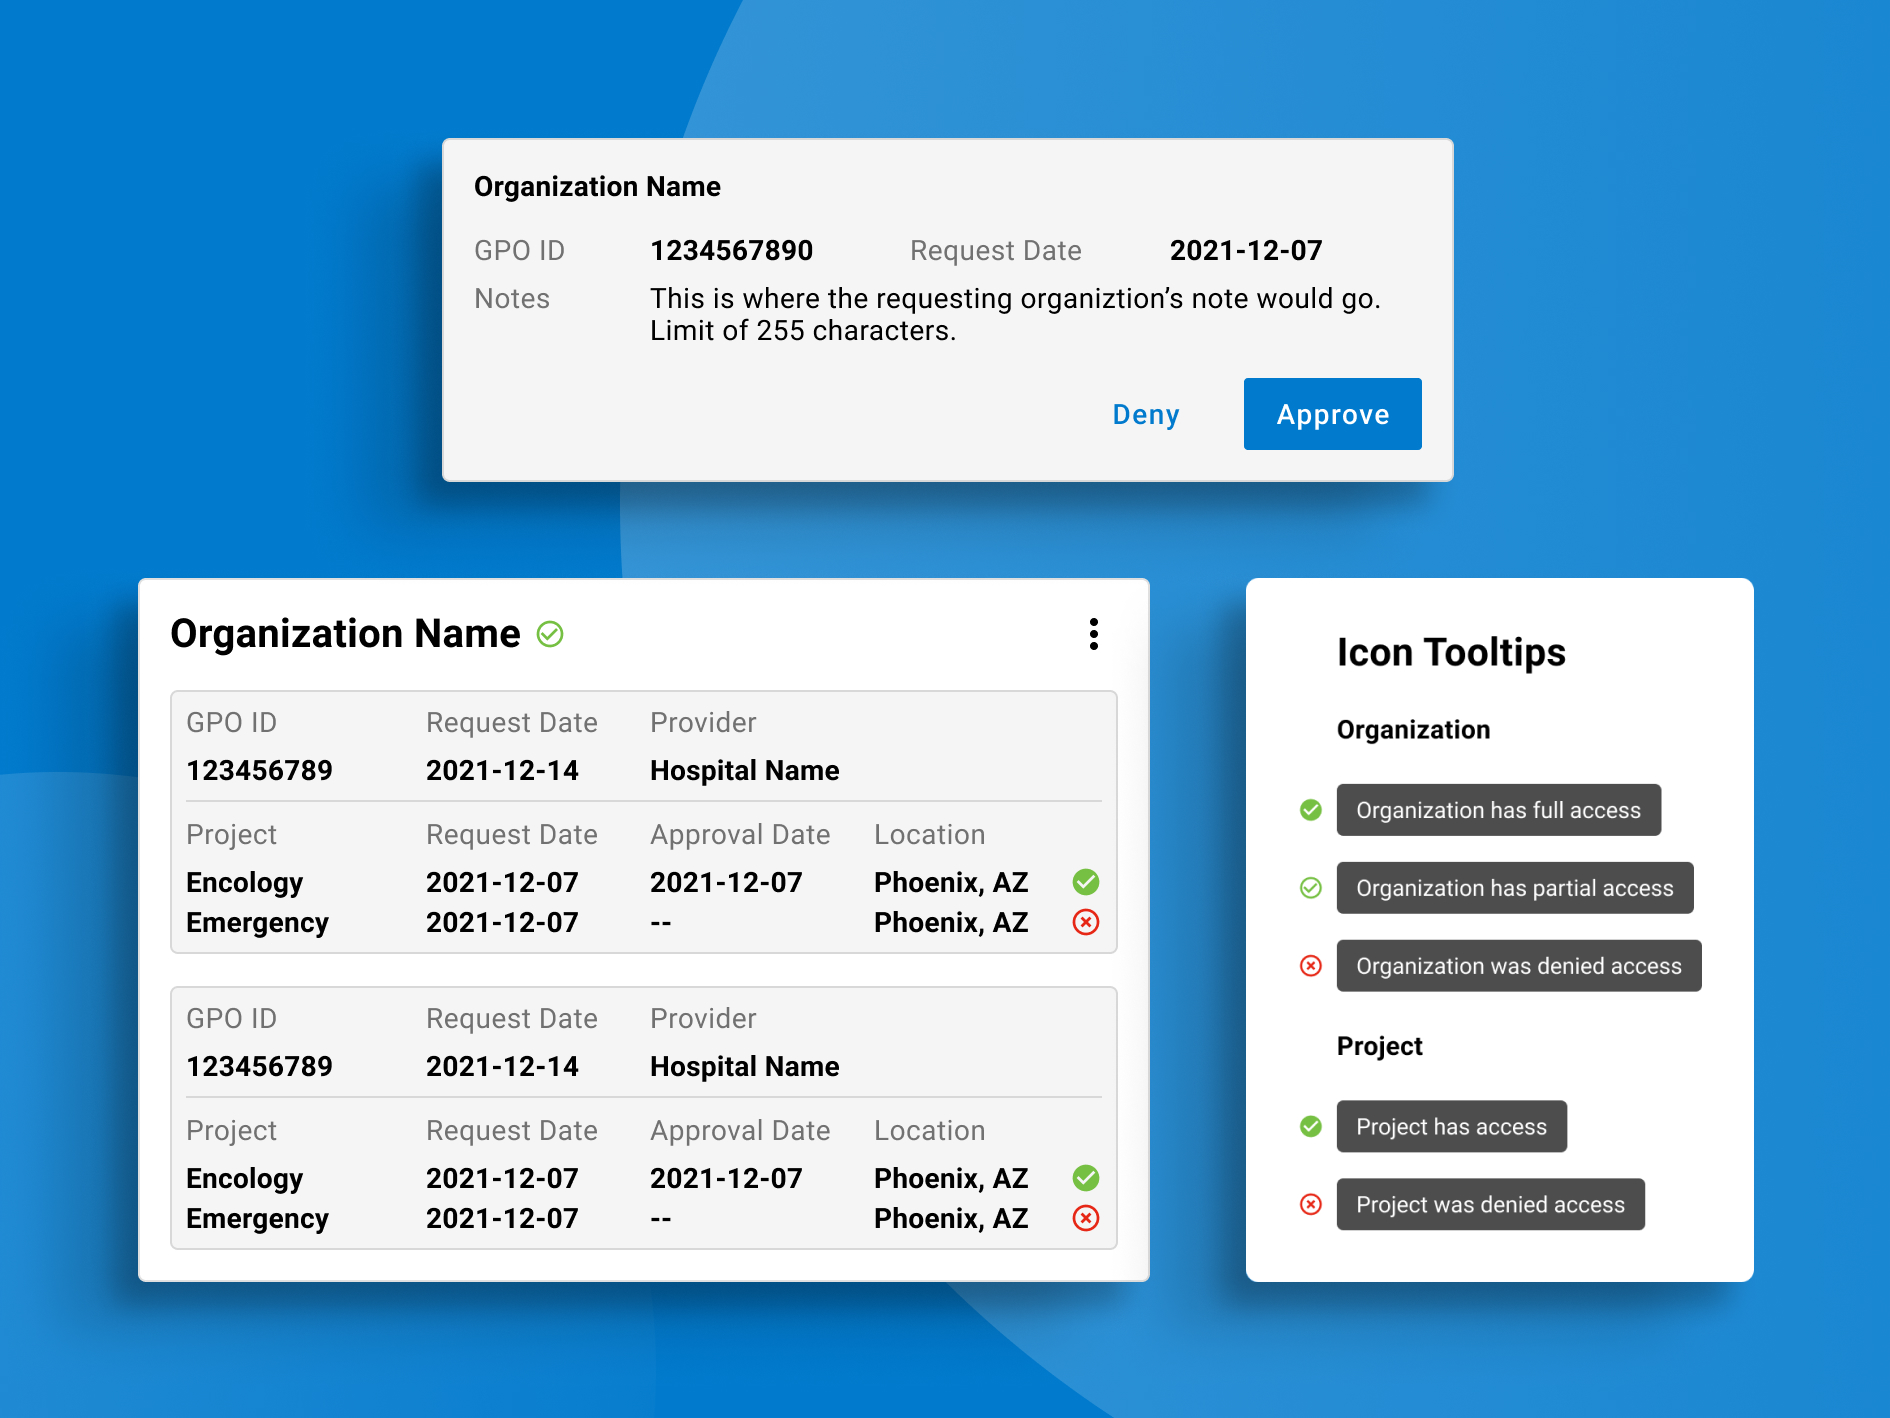 Organization Name
GPO ID 1234567890 Request Date 2021-12-07
Notes This is where the requesting organiztion’s note would go.
Limit of 255 characters.
Deny Approve
Organization Name
GPO ID Request Date Provider
123456789 2021-12-14 Hospital Name
Project Request Date Approval Date Location
Encology 2021-12-07 2021-12-07 Phoenix, AZ
Emergency 2021-12-07 -- Phoenix, AZ
GPO ID Request Date Provider
123456789 2021-12-14 Hospital Name
Project Request Date Approval Date Location
Encology 2021-12-07 2021-12-07 Phoenix, AZ
Emergency 2021-12-07 -- Phoenix, AZ
Icon Tooltips
Organization
Organization has full access
Organization has partial access
Organization was denied access
Project
Project has access
Project was denied access